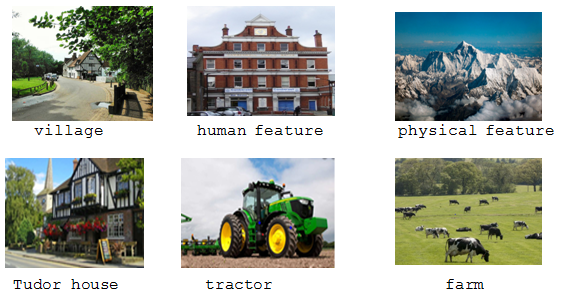 village human feature physical feature
Tudor house tractor farm